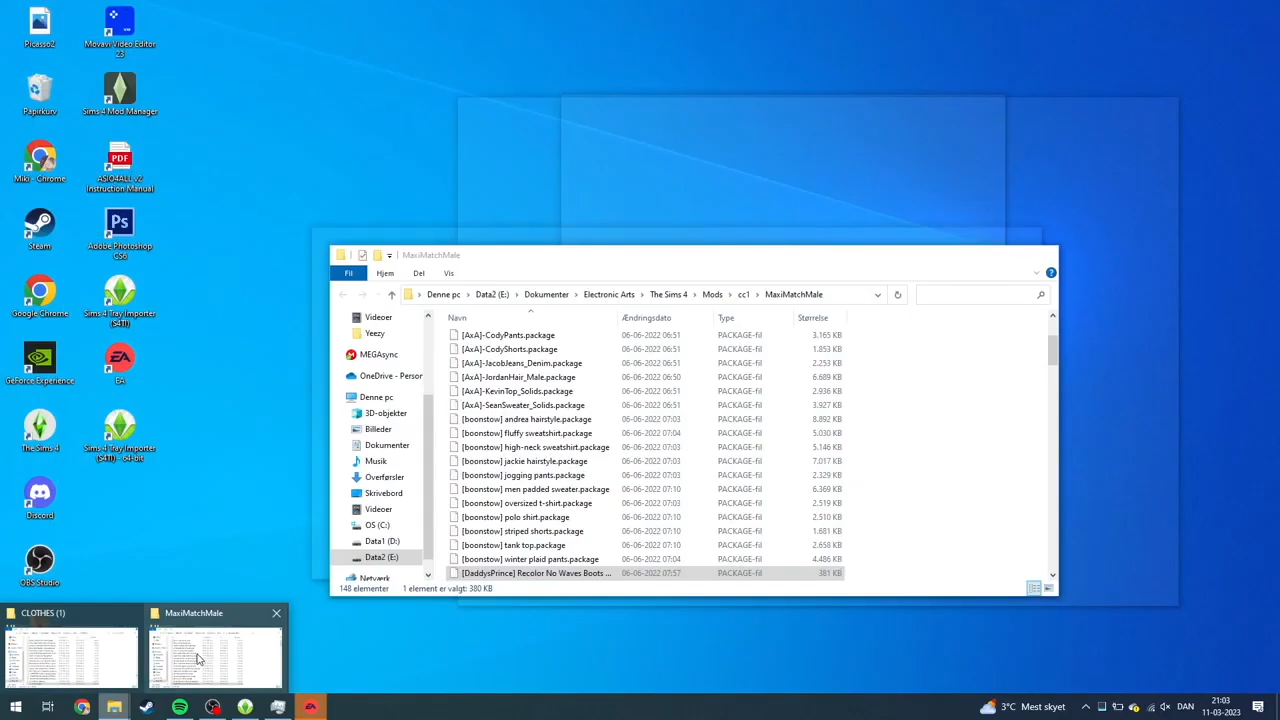 Picasso2
Movavi Video Editor
23
Papirkurv
Sims 4 Mod Manager
Miki - Chrome
ASIO4ALL v2
Instruction Manual
Steam
Adobe Photoshop
CS6
Google Chrome
Sims 4 Tray Importer
(S4TI)
GeForce Experience
EA
The Sims 4
Sims 4 Tray Importer
(S4TI) - 64-bit
Discord
OBS Studio
MaxiMatchMale
Fil Hjem Del Vis
Denne pc > Data2 (E:) > Dokumenter > Electronic Arts > The Sims 4 > Mods > cc1 > MaxiMatchMale
Navn Ændringsdato Type Størrelse
Videoer
Yeezy
MEGAsync
OneDrive - Person
Denne pc
3D-objekter
Billeder
Dokumenter
Musik
Overførsler
Skrivebord
Videoer
OS (C:)
Data1 (D:)
Data2 (E:)
Netværk
[AxA]-CodyPants.package 06-06-2022 06:51 PACKAGE-fil 3.165 KB
[AxA]-CodyShorts.package 06-06-2022 06:51 PACKAGE-fil 1.853 KB
[AxA]-JacobJeans_Denim.package 06-06-2022 06:51 PACKAGE-fil 2.253 KB
[AxA]-JordanHair_Male.package 06-06-2022 06:50 PACKAGE-fil 6.689 KB
[AxA]-KevinTop_Solids.package 06-06-2022 06:51 PACKAGE-fil 2.936 KB
[AxA]-SeanSweater_Solids.package 06-06-2022 06:51 PACKAGE-fil 3.927 KB
[boonstow] andrea hairstyle.package 06-06-2022 07:03 PACKAGE-fil 8.892 KB
[boonstow] fluffy sweatshirt.package 06-06-2022 07:04 PACKAGE-fil 5.030 KB
[boonstow] high-neck sweatshirt.package 06-06-2022 07:03 PACKAGE-fil 5.146 KB
[boonstow] jackie hairstyle.package 06-06-2022 07:03 PACKAGE-fil 7.017 KB
[boonstow] jogging pants.package 06-06-2022 07:03 PACKAGE-fil 2.329 KB
[boonstow] men padded sweater.package 06-06-2022 07:10 PACKAGE-fil 6.369 KB
[boonstow] oversized t-shirt.package 06-06-2022 07:03 PACKAGE-fil 2.519 KB
[boonstow] polo shirt.package 06-06-2022 07:10 PACKAGE-fil 2.510 KB
[boonstow] striped shorts.package 06-06-2022 07:10 PACKAGE-fil 1.681 KB
[boonstow] tank top.package 06-06-2022 07:10 PACKAGE-fil 2.658 KB
[boonstow] winter plaid pants.package 06-06-2022 07:04 PACKAGE-fil 4.486 KB
[DaddysPrince] Recolor No Waves Boots ... 06-06-2022 07:57 PACKAGE-fil 381 KB
148 elementer 1 element er valgt: 380 KB
CLOTHES (1)
MaxiMatchMale
3°C Mest skyet
DAN
21:03
11-03-2023